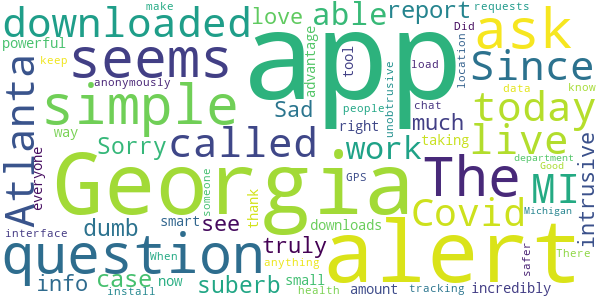 make
requests
downloaded
love
able
report
Did
ask
powerful
app
advantage
tool
seems
Since
keep
load
location
anonymously
data
simple
Atlanta
Sad
people
unobtrusive
today
know
chat
called
right
much
live
way
Sorry
work
taking
intrusive
department
everyone
Georgia
someone
GPS
The
MI
Good
thank
Covid
Michigan
see
smart
dumb
downloads
alert
interface
question
truly
There
When
anything
safer
info
case
now
suberb
small
amount
tracking
incredibly
install
health